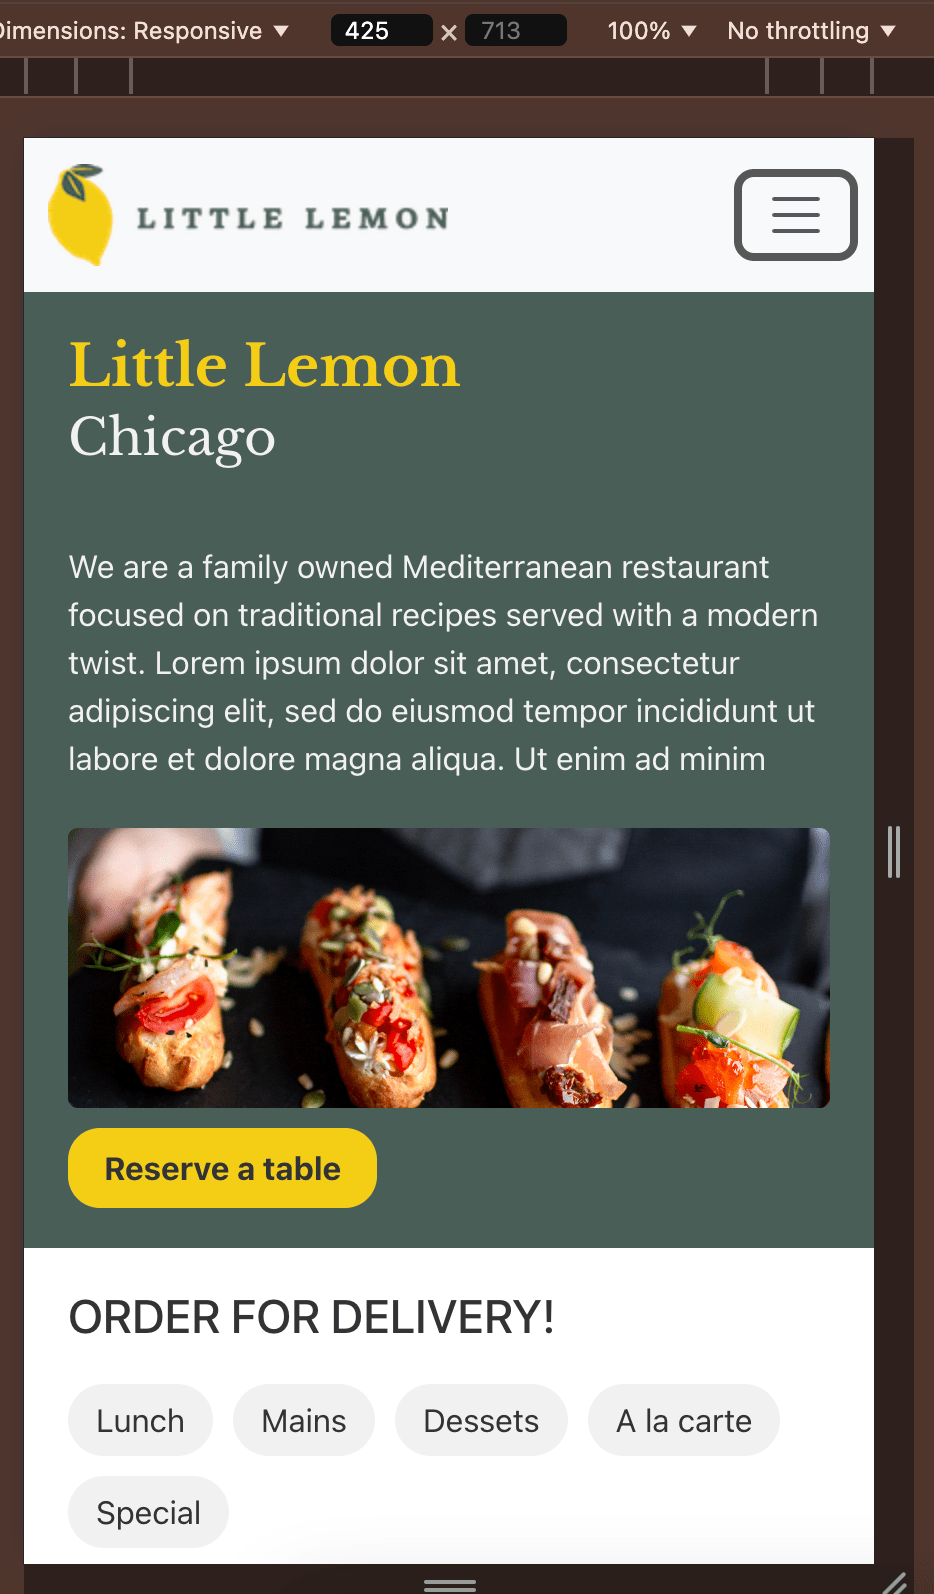 Dimensions: Responsive ▼ 425 × 713 100% ▼ No throttling ▼
LITTLE LEMON
Little Lemon
Chicago
We are a family owned Mediterranean restaurant
focused on traditional recipes served with a modern
twist. Lorem ipsum dolor sit amet, consectetur
adipiscing elit, sed do eiusmod tempor incididunt ut
labore et dolore magna aliqua. Ut enim ad minim
Reserve a table
ORDER FOR DELIVERY!
Lunch Mains Dessets A la carte
Special